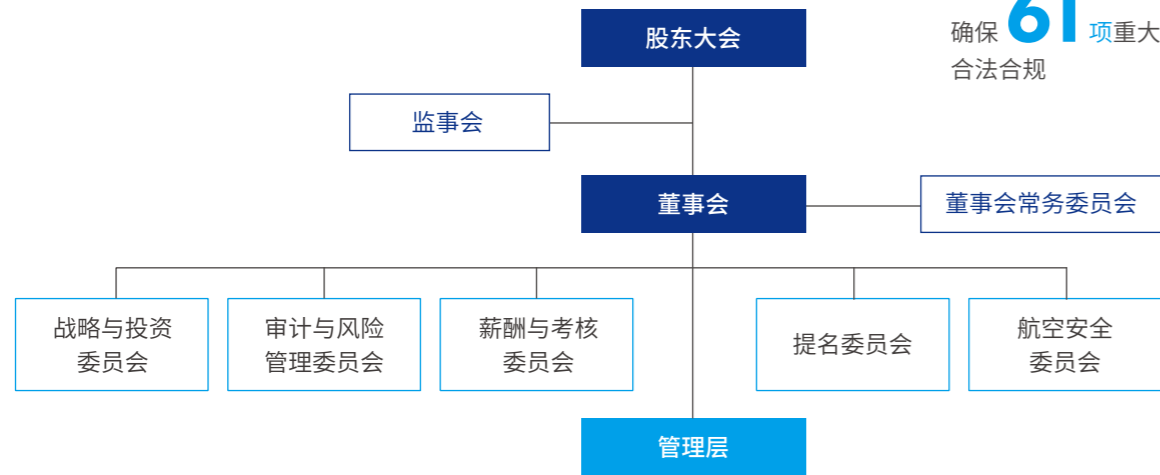 股东大会
确保 61 项重大
合法合规
监事会
董事会
董事会常务委员会
战略与投资
委员会
审计与风险
管理委员会
薪酬与考核
委员会
提名委员会
航空安全
委员会
管理层